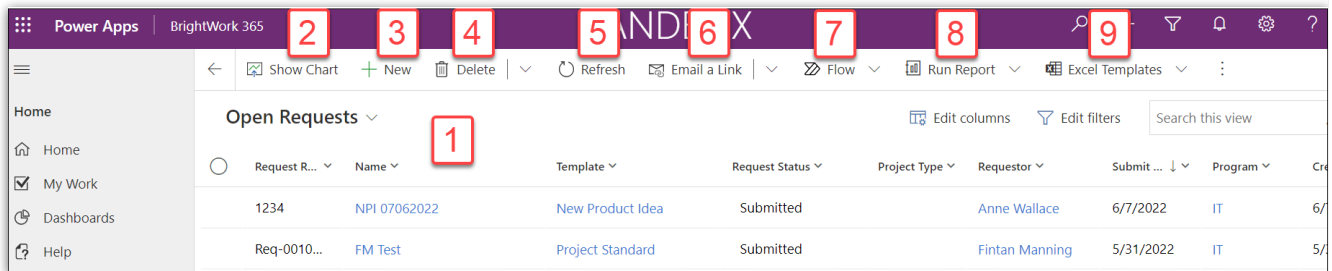 Power Apps BrightWork 365
2 3 4 5 6 7 8 9
Show Chart New Delete Refresh Email a Link Flow Run Report Excel Templates
Home
Open Requests
1
Edit columns Edit filters Search this view
Home
Request R... Name Template Request Status Project Type Requestor Submit ... ↓ Program
My Work
1234 NPI 07062022 New Product Idea Submitted Anne Wallace 6/7/2022 IT 6/
Dashboards
Help
Req-0010... FM Test Project Standard Submitted Fintan Manning 5/31/2022 IT 5/